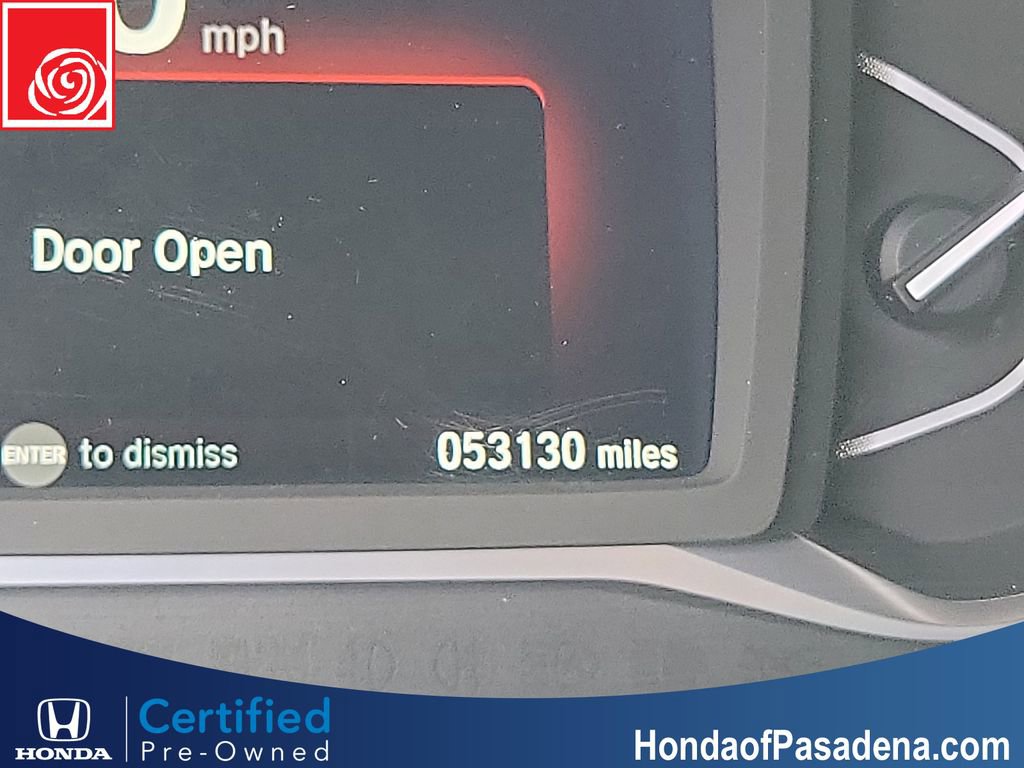 mph
Door Open
ENTER to dismiss
053130 miles
HONDA
Certified
Pre-Owned
HondaofPasadena.com